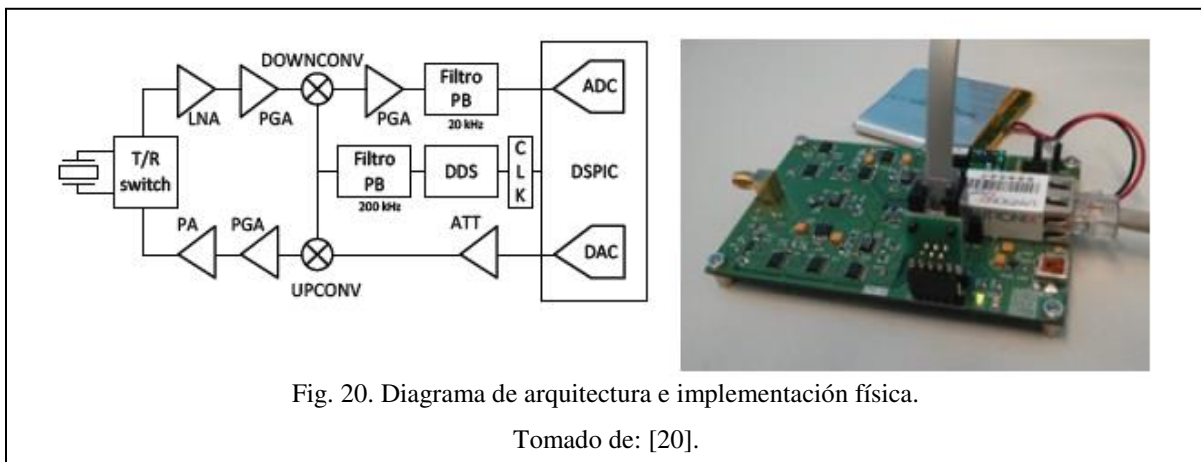 DOWNCONV
LNA
PGA
PGA
Filtro
PB
20 kHz
ADC
T/R
switch
Filtro
PB
200 kHz
DDS
C
L
K
DSPIC
PA
PGA
UPCONV
ATT
DAC
Fig. 20. Diagrama de arquitectura e implementación física.
Tomado de: [20].